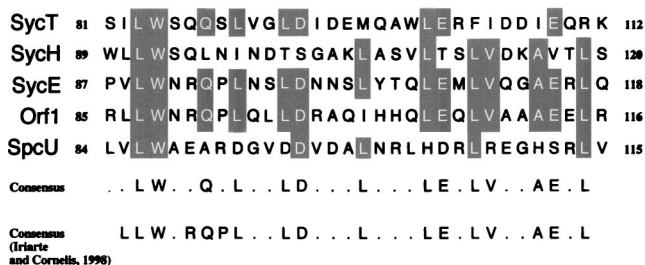 SycT 81 S I L W S Q Q S L V G L D I D E M Q A W L E R F I D D I E Q R K 112
SycH 89 W L L W S Q L N I N D T S G A K L A S V L T S L V D K A V T L S 120
SycE 87 P V L W N R Q P L N S L D N N S L Y T Q L E M L V Q G A E R L Q 118
Orf1 85 R L L W N R Q P L Q L L D R A Q I H H Q L E Q L V A A A E E L R 116
SpcU 84 L V L W A E A R D G V D D V D A L N R L H D R L R E G H S R L V 115
Consensus . . L W . . . Q . L . . L D . . . L . . . L E . L V . . A E . L
Consensus L L W . R Q P L . . L D . . . L . . . L E . L V . . A E . L
(Iriarte
and Cornelis, 1998)